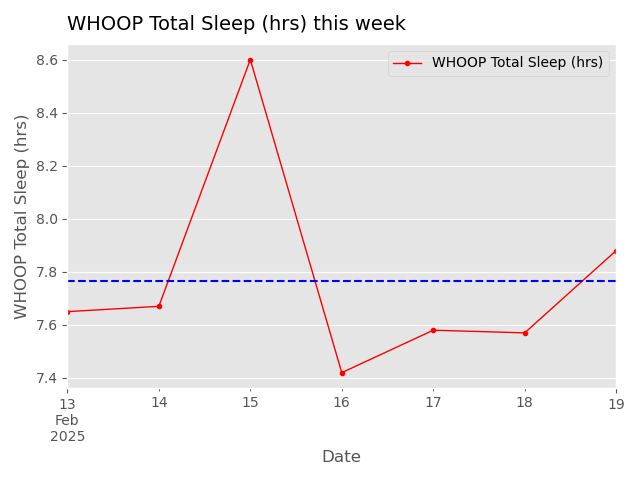 WHOOP Total Sleep (hrs) this week
WHOOP Total Sleep (hrs)
WHOOP Total Sleep (hrs)
8.6
8.4
8.2
8.0
7.8
7.6
7.4
13 14 15 16 17 18 19
Feb
2025
Date